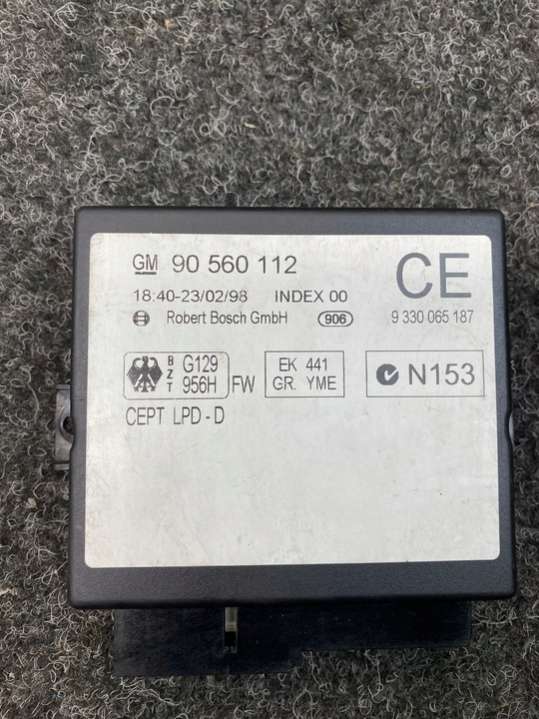 GM 90 560 112
CE
18:40-23/02/98 INDEX 00
Robert Bosch GmbH 906 9 330 065 187
BZT G129 956H FW
EK 441
GR. YME
N153
CEPT LPD - D